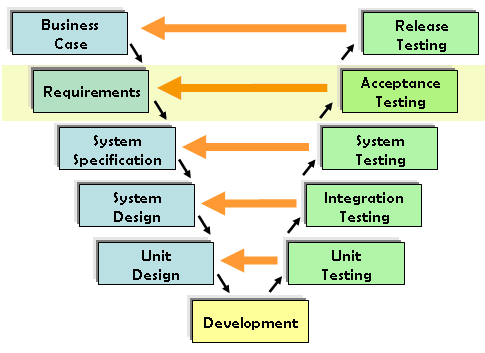 Business
Case
Release
Testing
Requirements
Acceptance
Testing
System
Specification
System
Testing
System
Design
Integration
Testing
Unit
Design
Unit
Testing
Development